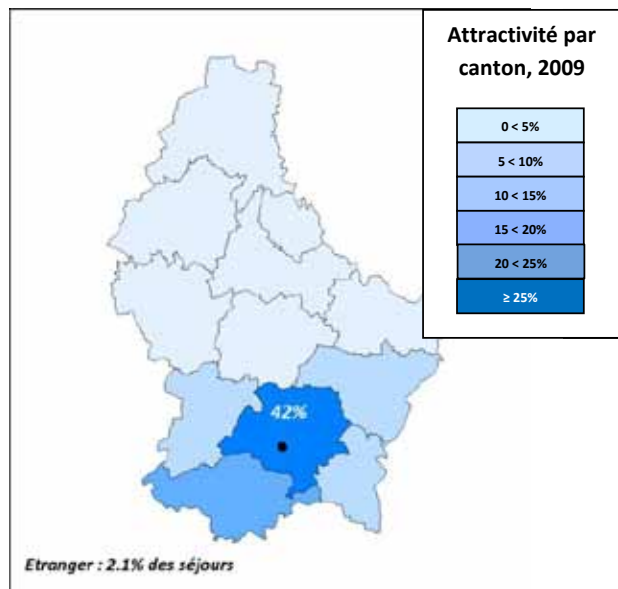 Attractivité par
canton, 2009
0 < 5%
5 < 10%
10 < 15%
15 < 20%
20 < 25%
≥ 25%
42%
Etranger : 2.1% des séjours